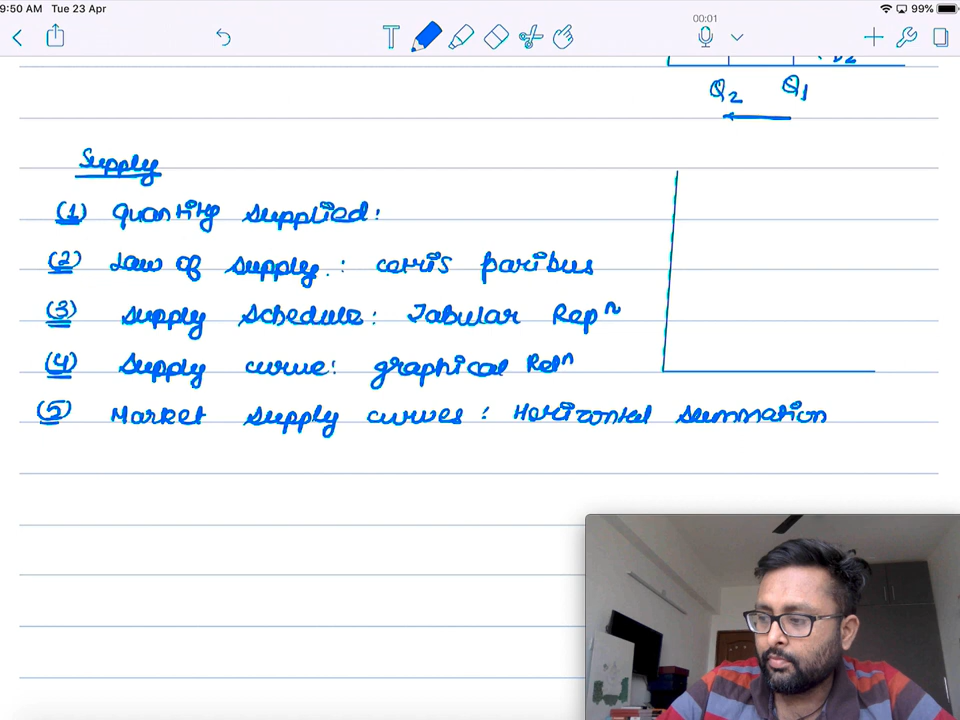 9:50 AM Tue 23 Apr
99%
00:01
T
Q2 Q1
Supply
(1) Quantity supplied:
(2) Law of supply: cetris paribus
(3) Supply Schedule: Tabular Repn
(4) Supply curve: graphical Repn
(5) Market supply curves: Horizontal summation